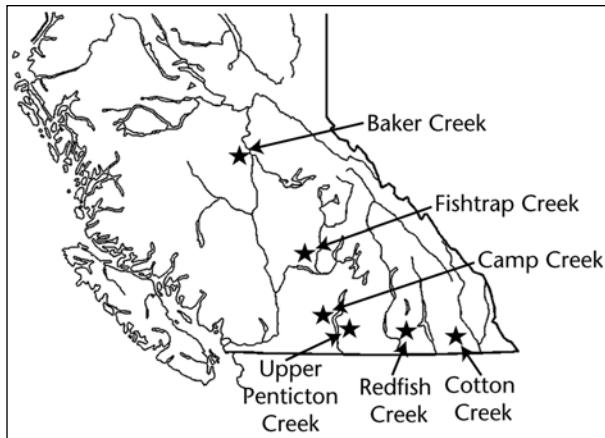 Baker Creek
Fishtrap Creek
Camp Creek
Upper
Penticton
Creek
Redfish
Creek
Cotton
Creek